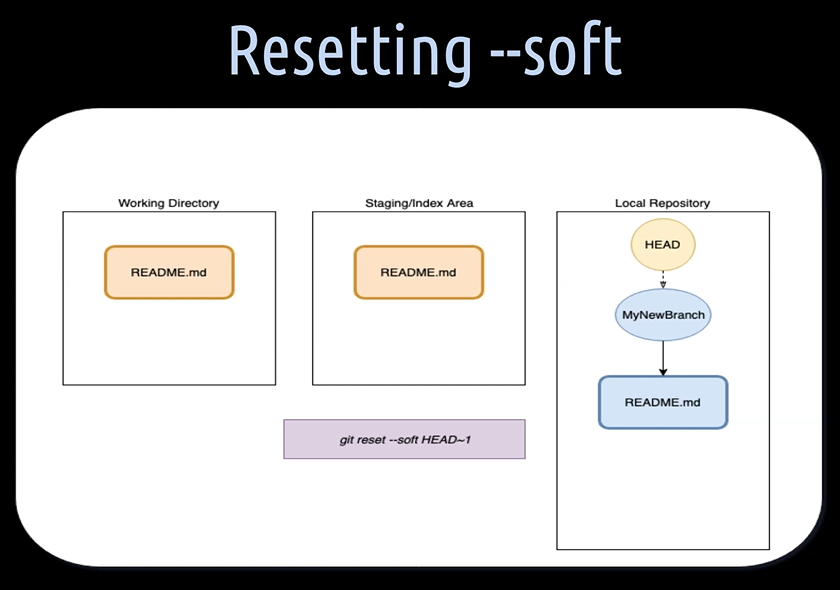 Resetting --soft
Working Directory
Staging/Index Area
Local Repository
README.md
README.md
HEAD
MyNewBranch
README.md
git reset --soft HEAD~1